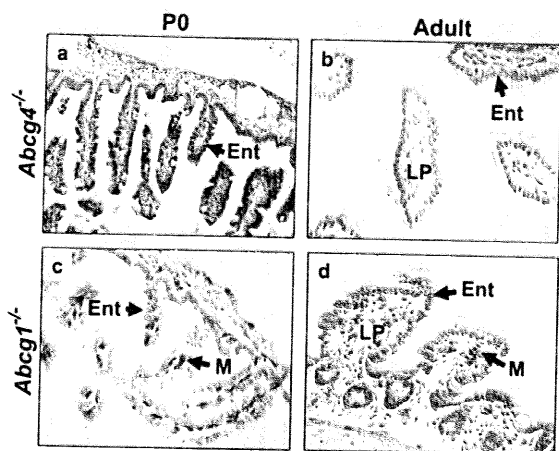 P0 Adult
Abcg4-/-
a
Ent
b
Ent
LP
Abcg1-/-
c
Ent
M
d
Ent
LP
M